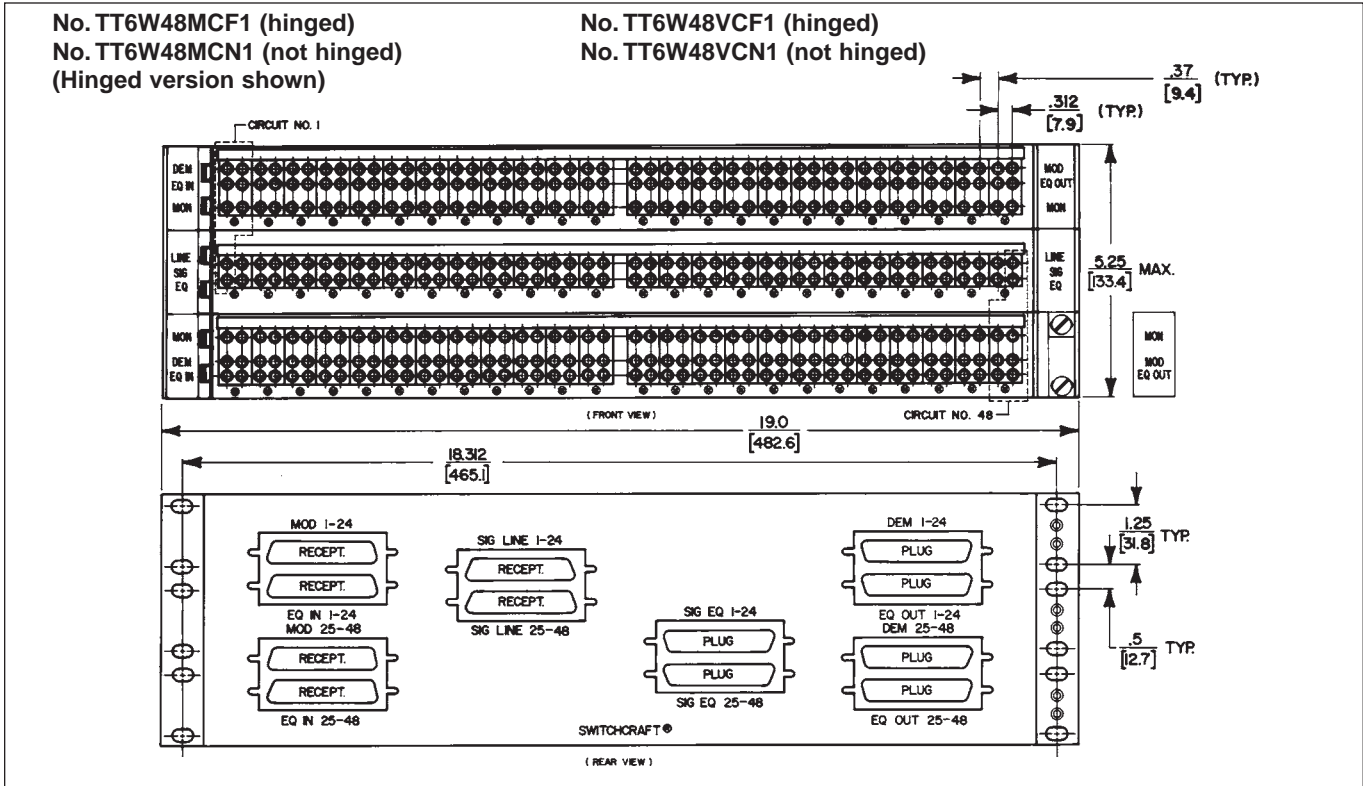 No. TT6W48MCF1 (hinged)
No. TT6W48MCN1 (not hinged)
(Hinged version shown)
No. TT6W48VCF1 (hinged)
No. TT6W48VCN1 (not hinged)
.37
[9.4]
(TYP.)
.312
[7.9]
(TYP.)
CIRCUIT NO. 1
DEM
EQ IN
MON
MOD
EQ OUT
MON
LINE
SIG
EQ
LINE
SIG
EQ
5.25
[133.4]
MAX.
MON
DEM
EQ IN
MON
MOD
EQ OUT
(FRONT VIEW)
CIRCUIT NO. 48
19.0
[482.6]
18.312
[465.1]
MOD 1-24
RECEPT.
RECEPT.
EQ IN 1-24
MOD 25-48
RECEPT.
RECEPT.
EQ IN 25-48
SIG LINE 1-24
RECEPT.
RECEPT.
SIG LINE 25-48
SIG EQ 1-24
PLUG
PLUG
SIG EQ 25-48
DEM 1-24
PLUG
PLUG
EQ OUT 1-24
DEM 25-48
PLUG
PLUG
EQ OUT 25-48
1.25
[31.8]
TYP.
.5
[12.7]
TYP.
SWITCHCRAFT®
(REAR VIEW)